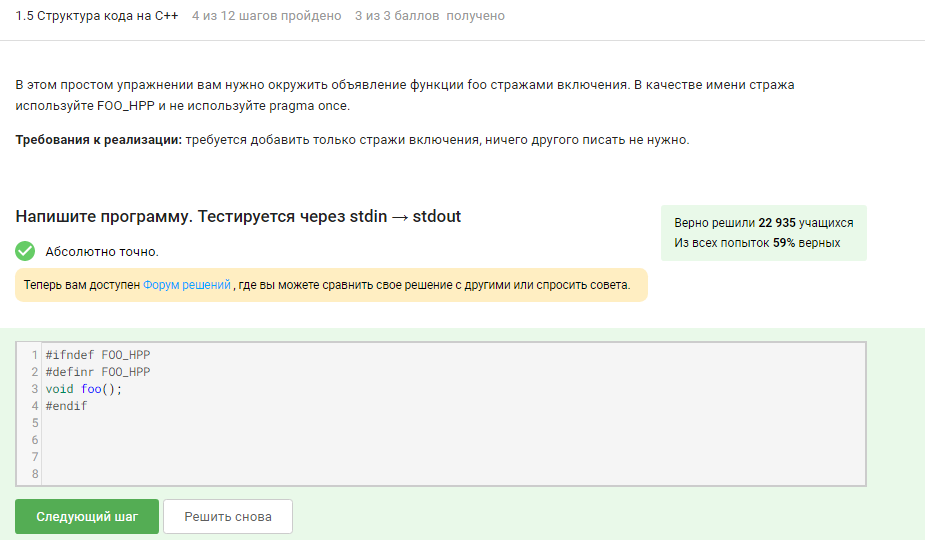 1.5 Структура кода на C++ 4 из 12 шагов пройдено 3 из 3 баллов получено
В этом простом упражнении вам нужно окружить объявление функции foo стражами включения. В качестве имени стража
используйте FOO_HPP и не используйте pragma once.
Требования к реализации: требуется добавить только стражи включения, ничего другого писать не нужно.
Напишите программу. Тестируется через stdin → stdout
Верно решили 22 935 учащихся
Из всех попыток 59% верных
Абсолютно точно.
Теперь вам доступен Форум решений, где вы можете сравнить свое решение с другими или спросить совета.
1 #ifndef FOO_HPP
2 #definr FOO_HPP
3 void foo();
4 #endif
5
6
7
8
Следующий шаг Решить снова